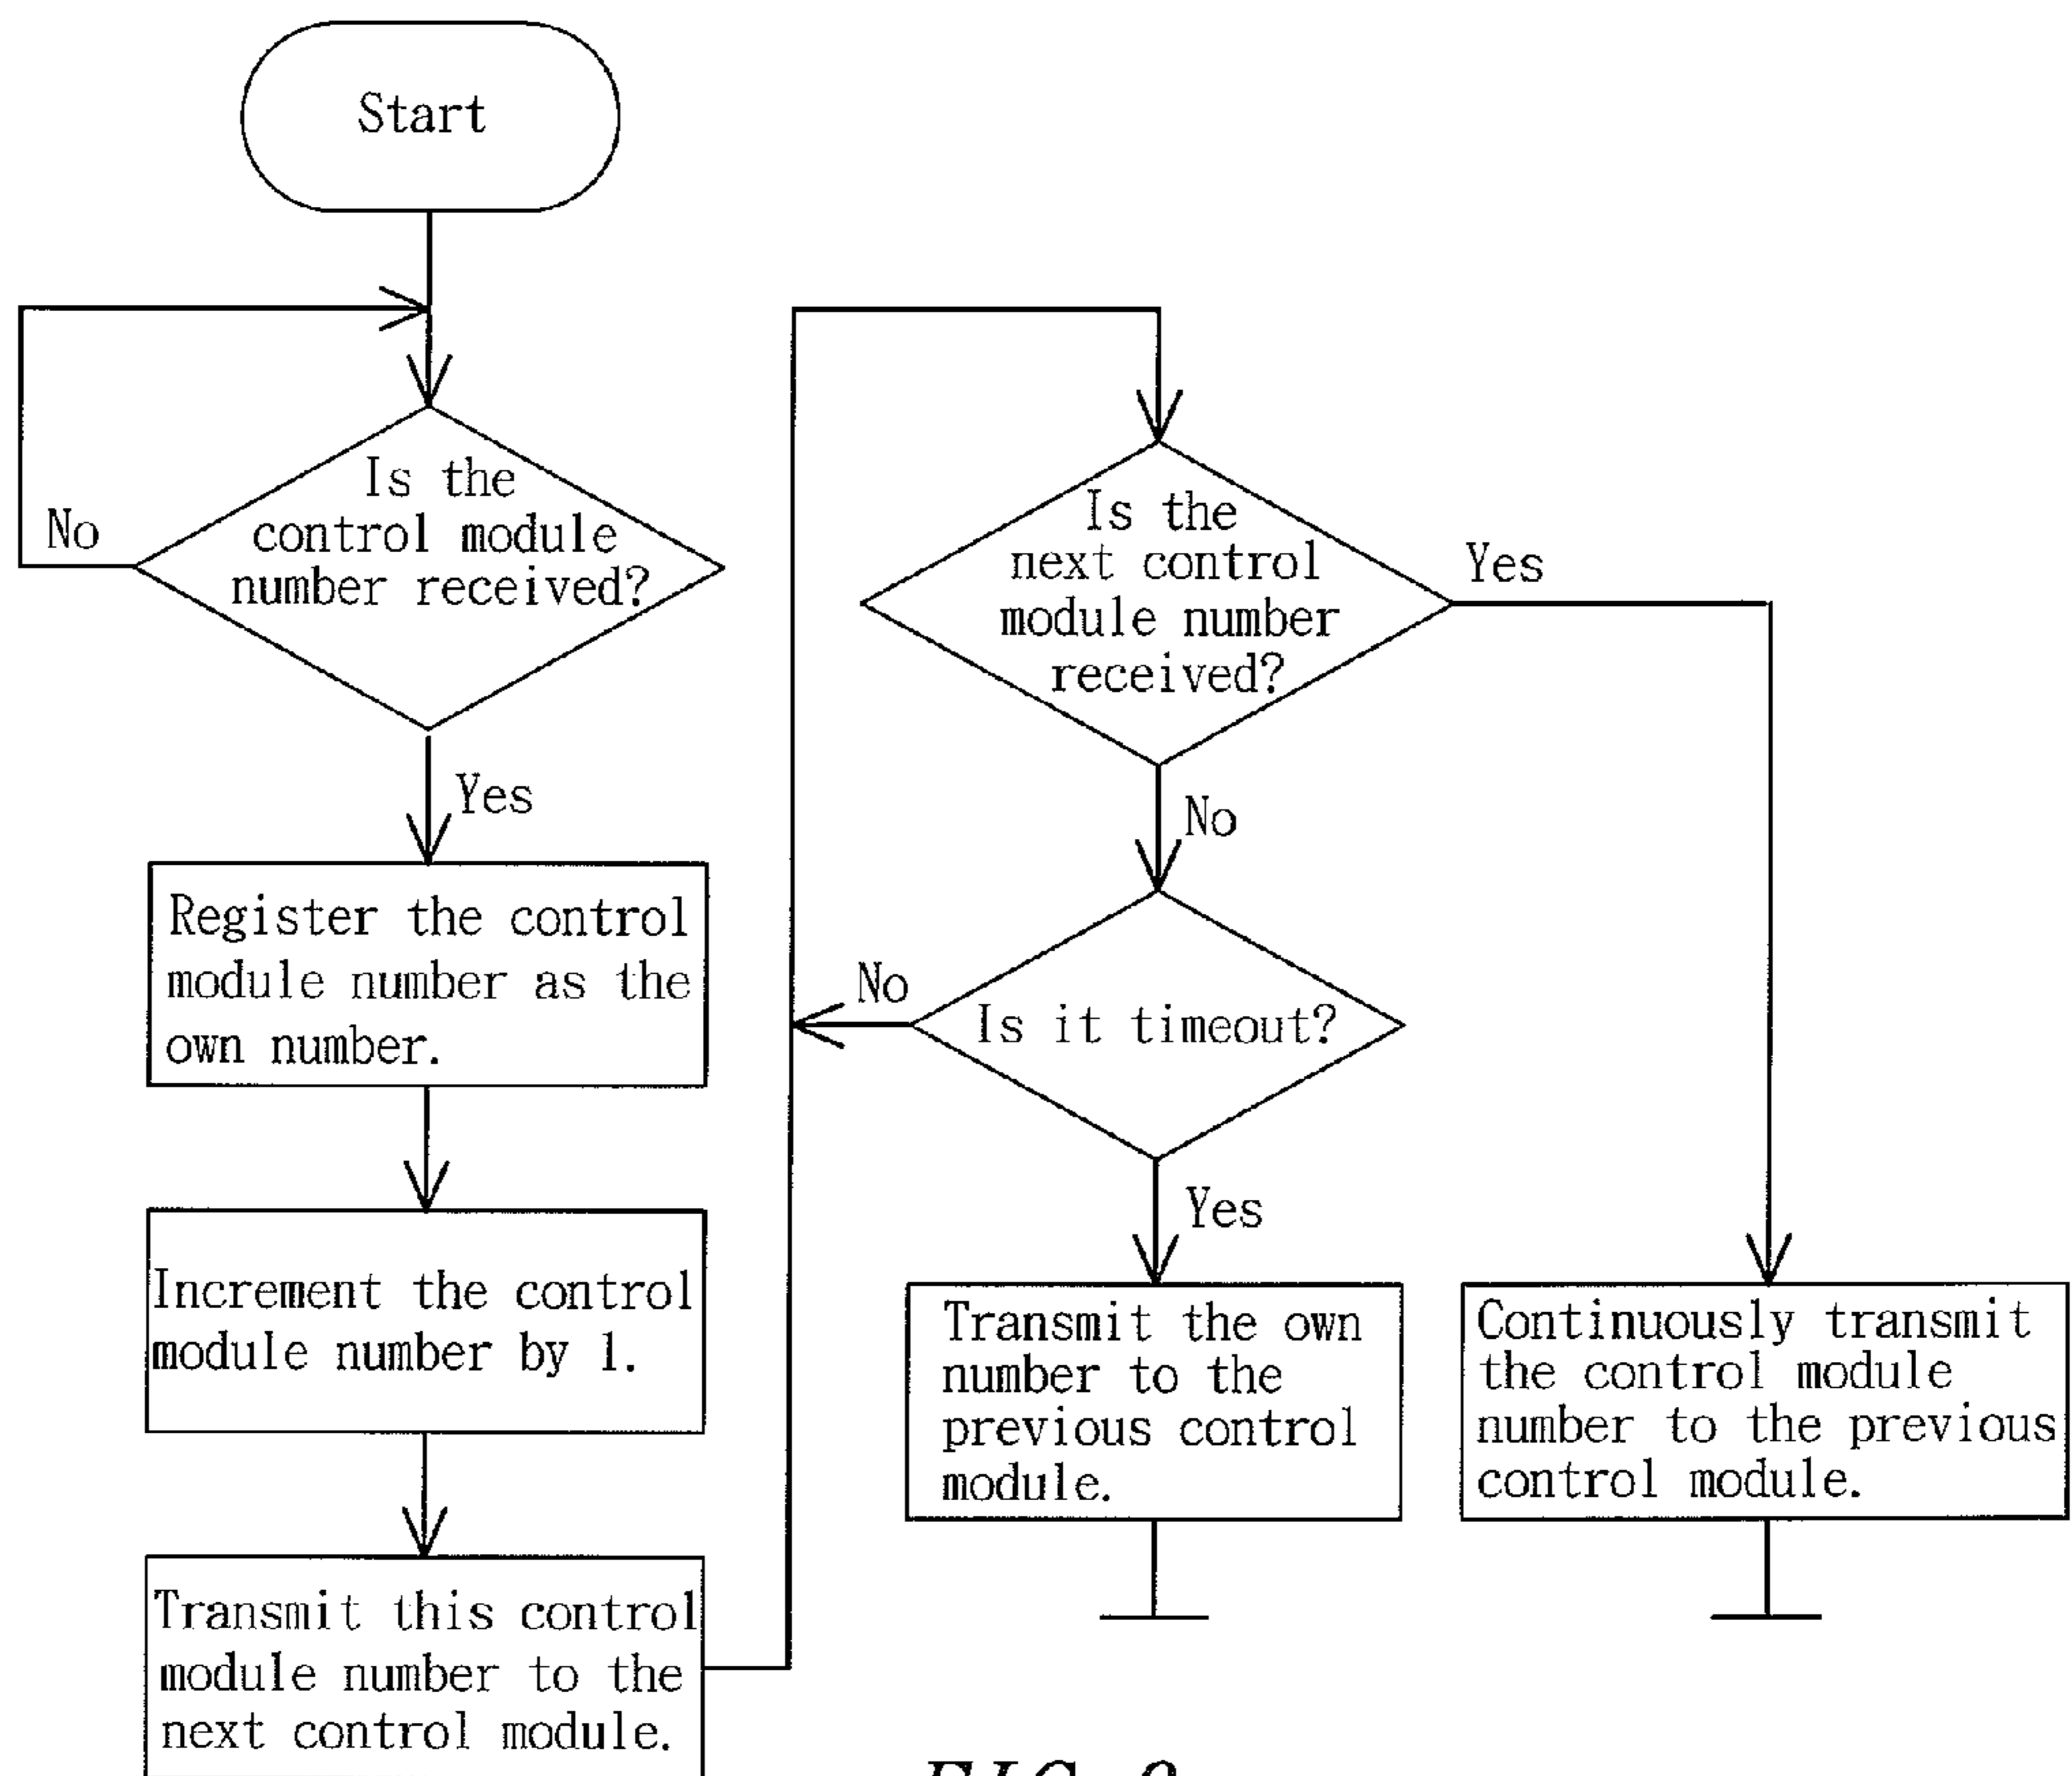 Start
Is the
control module
number received?
No
Yes
Register the control
module number as the
own number.
Increment the control
module number by 1.
Transmit this control
module number to the
next control module.
Is the
next control
module number
received?
Yes
No
Is it timeout?
No
Yes
Transmit the own
number to the
previous control
module.
Continuously transmit
the control module
number to the previous
control module.